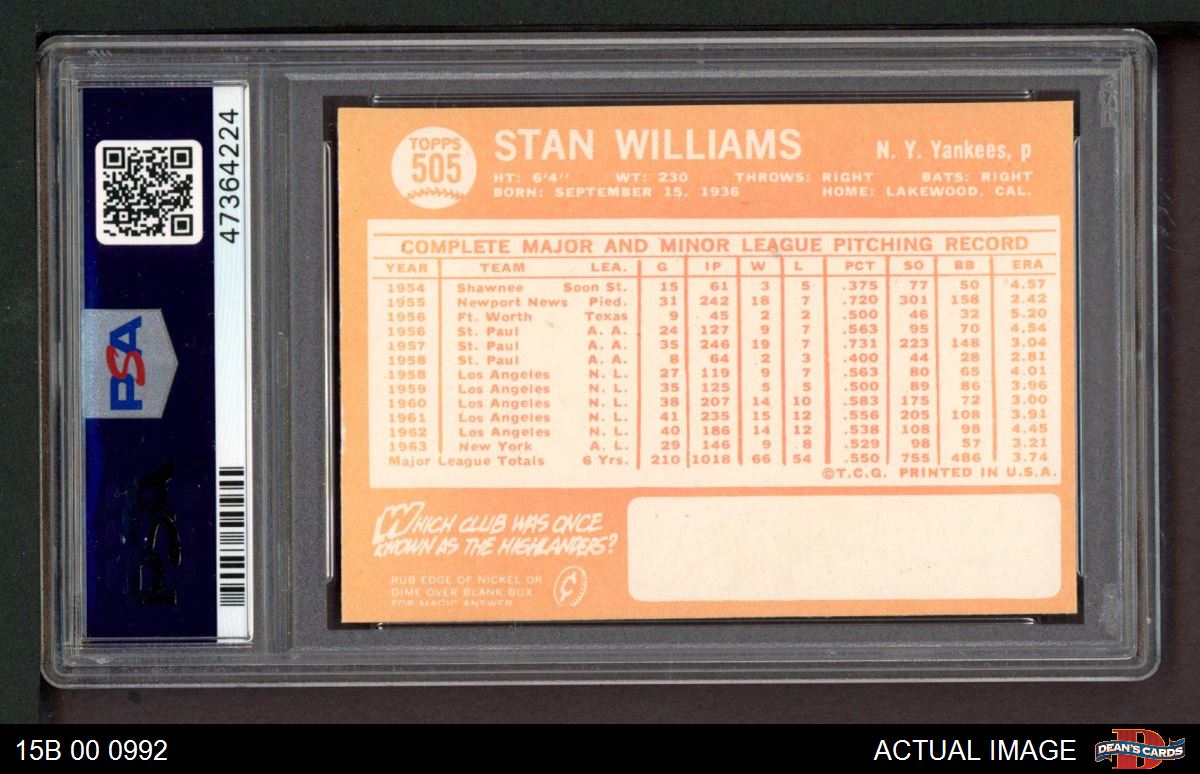 47364224
PSA
PSA
TOPPS
505
STAN WILLIAMS
N. Y. Yankees, p
HT: 6'4" WT: 230 THROWS: RIGHT BATS: RIGHT
BORN: SEPTEMBER 15, 1936 HOME: LAKEWOOD, CAL.
COMPLETE MAJOR AND MINOR LEAGUE PITCHING RECORD
YEAR TEAM LEA. G IP W L PCT SO BB ERA
1954 Shawnee Soon St. 15 61 3 5 .375 77 50 4.57
1955 Newport News Pied. 31 242 18 7 .720 301 158 2.42
1956 Ft. Worth Texas 9 45 2 2 .500 46 32 5.20
1956 St. Paul A. A. 24 127 9 7 .563 95 70 4.54
1957 St. Paul A. A. 35 246 19 7 .731 223 148 3.04
1958 St. Paul A. A. 8 64 2 3 .400 44 28 2.81
1958 Los Angeles N. L. 27 119 9 7 .563 80 65 4.01
1959 Los Angeles N. L. 35 125 5 5 .500 89 86 3.96
1960 Los Angeles N. L. 38 207 14 10 .583 175 72 3.00
1961 Los Angeles N. L. 41 235 15 12 .556 205 108 3.91
1962 Los Angeles N. L. 40 186 14 12 .538 108 98 4.45
1963 New York A. L. 29 146 9 8 .529 98 57 3.21
Major League Totals 6 Yrs. 210 1018 66 54 .550 755 486 3.74
©T.C.G. PRINTED IN U.S.A.
WHICH CLUB WAS ONCE
KNOWN AS THE HIGHLANDERS?
RUB EDGE OF NICKEL OR
DIME OVER BLANK BOX
FOR MAGIC ANSWER
¢
15B 00 0992
ACTUAL IMAGE
DEAN'S CARDS